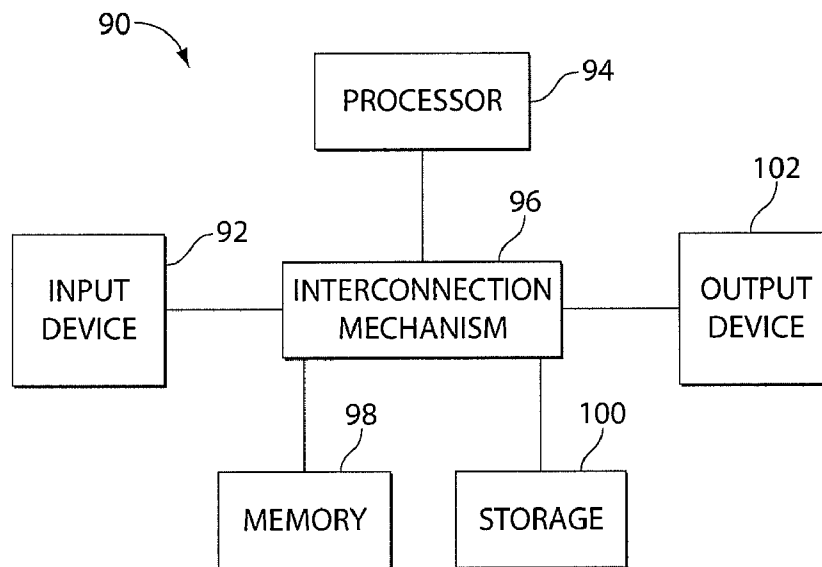 90
PROCESSOR
94
102
92
96
INPUT
DEVICE
INTERCONNECTION
MECHANISM
OUTPUT
DEVICE
98
100
MEMORY
STORAGE